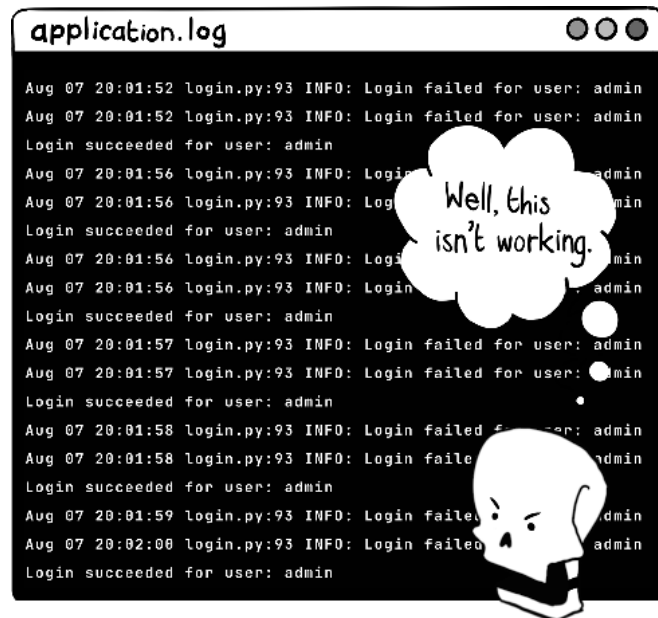 application.log
Aug 07 20:01:52 login.py:93 INFO: Login failed for user: admin
Aug 07 20:01:52 login.py:93 INFO: Login failed for user: admin
Login succeeded for user: admin
Aug 07 20:01:56 login.py:93 INFO:
Aug 07 20:01:56 login.py:93 INFO:
Login succeeded for user: admin
Aug 07 20:01:56 login.py:93 INFO:
Aug 07 20:01:56 login.py:93 INFO: Login
Login succeeded for user: admin
Aug 07 20:01:57 login.py:93 INFO: Login failed for user: admin
Aug 07 20:01:57 login.py:93 INFO: Login failed for user:
Login succeeded for user: admin
Aug 07 20:01:58 login.py:93 INFO: Login failed admin
Aug 07 20:01:58 login.py:93 INFO: Login
Login succeeded for user: admin
Aug 07 20:01:59 login.py:93 INFO: Login
Aug 07 20:02:00 login.py:93 INFO: Login failed
Login succeeded for user: admin
Well, this
isn't working.